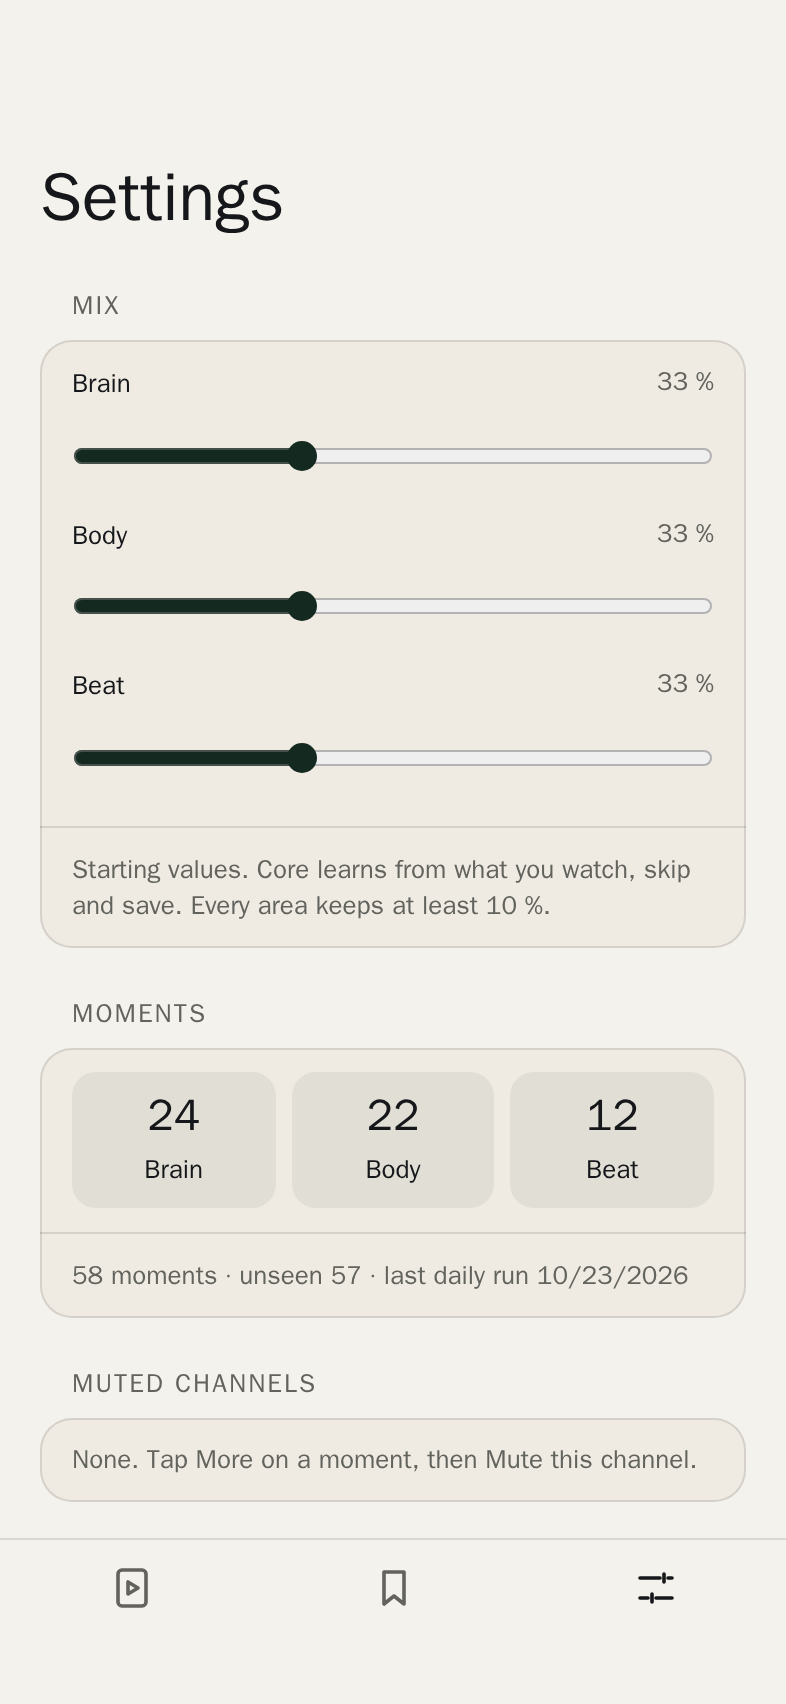 Settings
MIX
Brain 33 %
Body 33 %
Beat 33 %
Starting values. Core learns from what you watch, skip
and save. Every area keeps at least 10 %.
MOMENTS
24 22 12
Brain Body Beat
58 moments · unseen 57 · last daily run 10/23/2026
MUTED CHANNELS
None. Tap More on a moment, then Mute this channel.